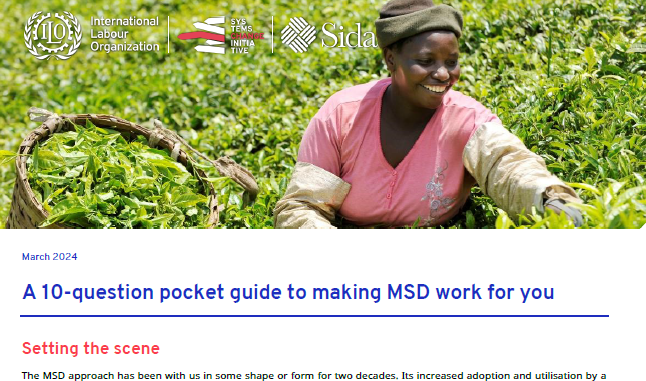 International
Labour
Organization
SYS
TEMS
CHANGE
INITIA
TIVE
Sida
March 2024
A 10-question pocket guide to making MSD work for you
Setting the scene
The MSD approach has been with us in some shape or form for two decades. Its increased adoption and utilisation by a